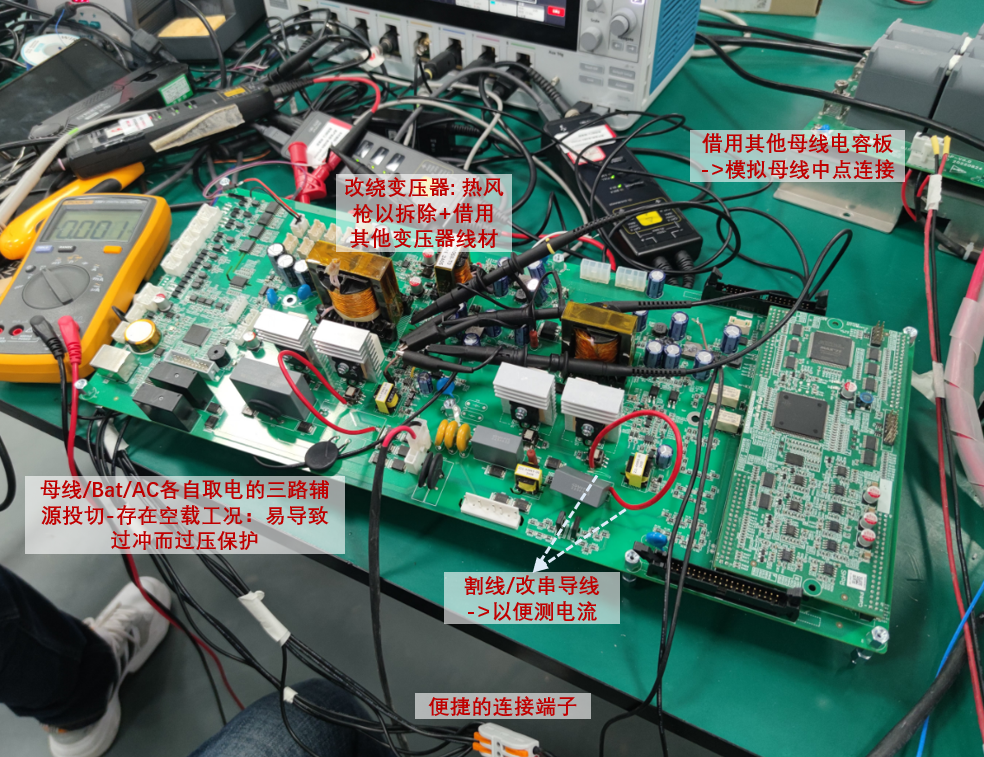 借用其他母线电容板
->模拟母线中点连接
改绕变压器: 热风
枪以拆除+借用
其他变压器线材
母线/Bat/AC各自取电的三路辅
源投切-存在空载工况：易导致
过冲而过压保护
割线/改串导线
->以便测电流
便捷的连接端子